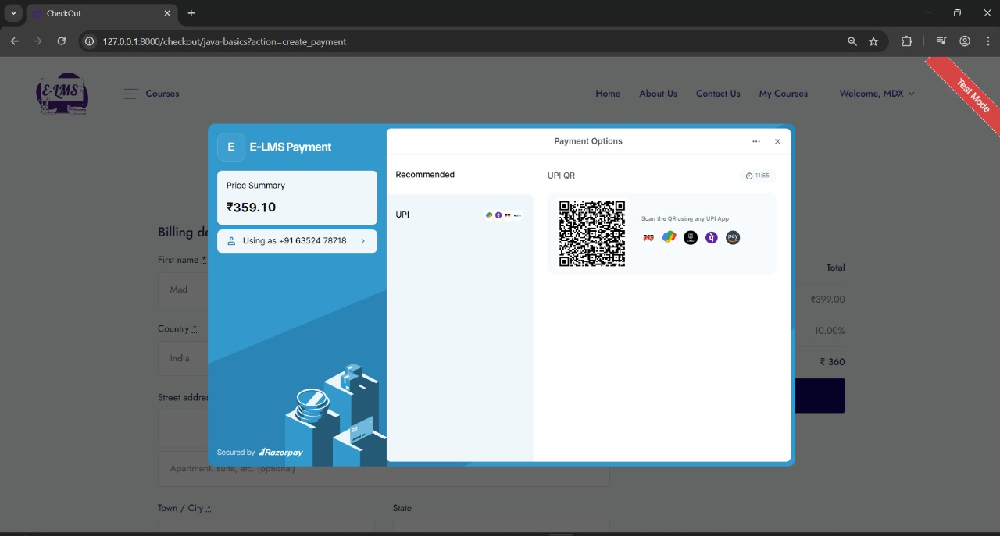 CheckOut
127.0.0.1:8000/checkout/java-basics?action=create_payment
E-LMS
Courses
Home
About Us
Contact Us
My Courses
Welcome, MDX
Test Mode
E
E-LMS Payment
Price Summary
₹359.10
Using as +91 63524 78718
Secured by Razorpay
Payment Options
Recommended
UPI
UPI QR
11:55
Scan the QR using any UPI App
pay
Billing de
First name *
Mad
Country *
India
Street addres
Apartment, suite, etc. (optional)
Town / City *
State
Total
₹399.00
10.00%
₹ 360